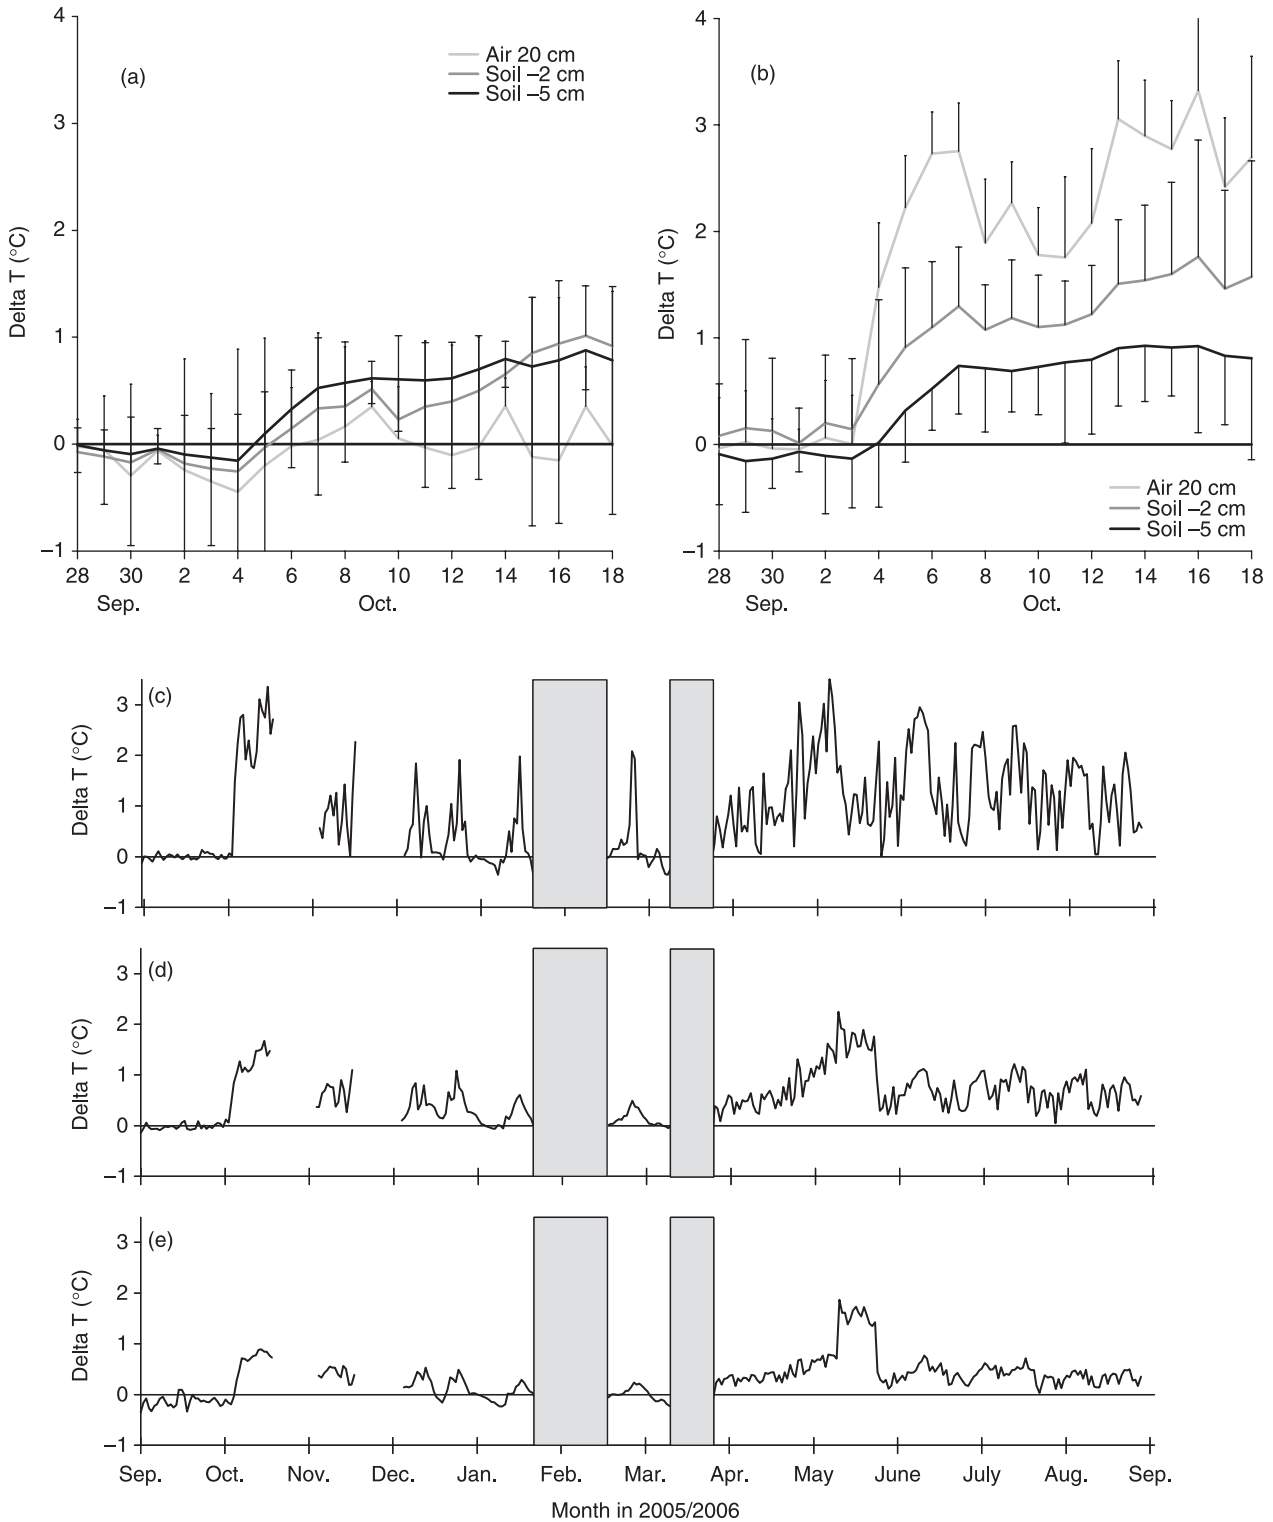 4
3
2
1
0
−1
Delta T (°C)
(a)
Air 20 cm
Soil −2 cm
Soil −5 cm
28 30 2 4 6 8 10 12 14 16 18
Sep. Oct.
4
3
2
1
0
−1
Delta T (°C)
(b)
Air 20 cm
Soil −2 cm
Soil −5 cm
28 30 2 4 6 8 10 12 14 16 18
Sep. Oct.
(c)
3
2
1
0
−1
Delta T (°C)
(d)
3
2
1
0
−1
Delta T (°C)
(e)
3
2
1
0
−1
Delta T (°C)
Sep. Oct. Nov. Dec. Jan. Feb. Mar. Apr. May June July Aug. Sep.
Month in 2005/2006